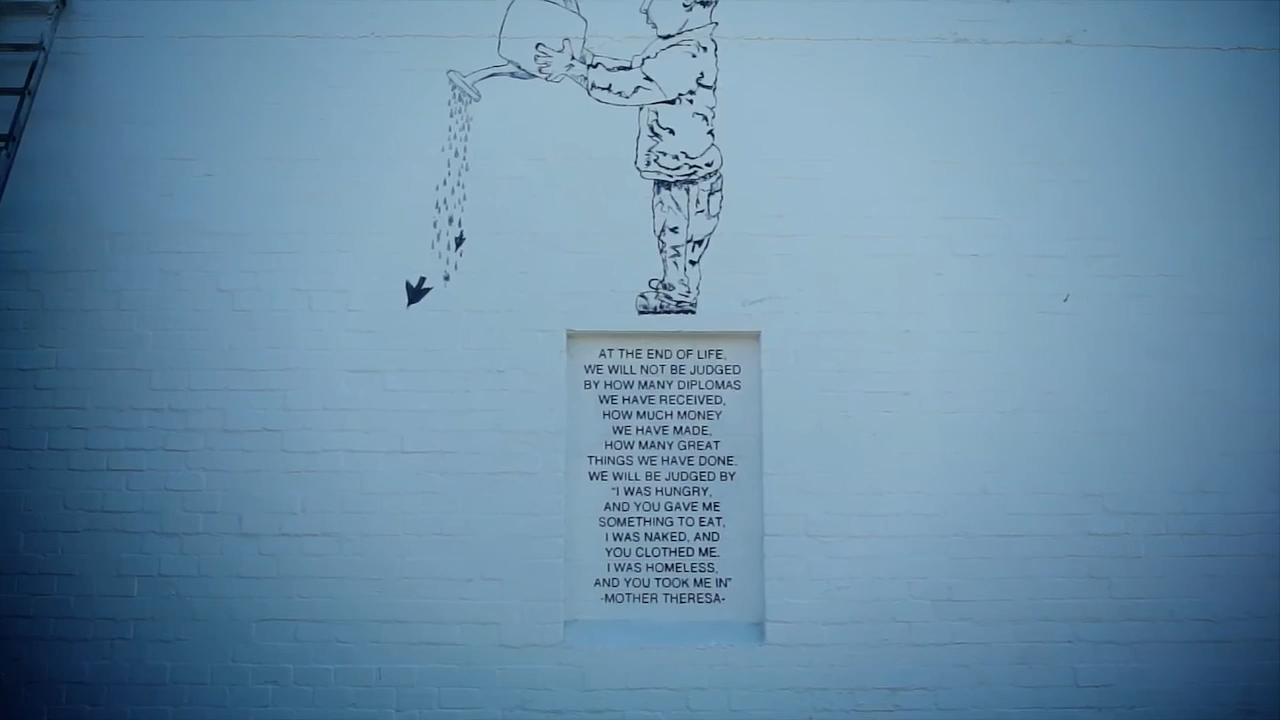 AT THE END OF LIFE,
WE WILL NOT BE JUDGED
BY HOW MANY DIPLOMAS
WE HAVE RECEIVED,
HOW MUCH MONEY
WE HAVE MADE,
HOW MANY GREAT
THINGS WE HAVE DONE.
WE WILL BE JUDGED BY
"I WAS HUNGRY,
AND YOU GAVE ME
SOMETHING TO EAT,
I WAS NAKED, AND
YOU CLOTHED ME.
I WAS HOMELESS,
AND YOU TOOK ME IN"
-MOTHER THERESA-